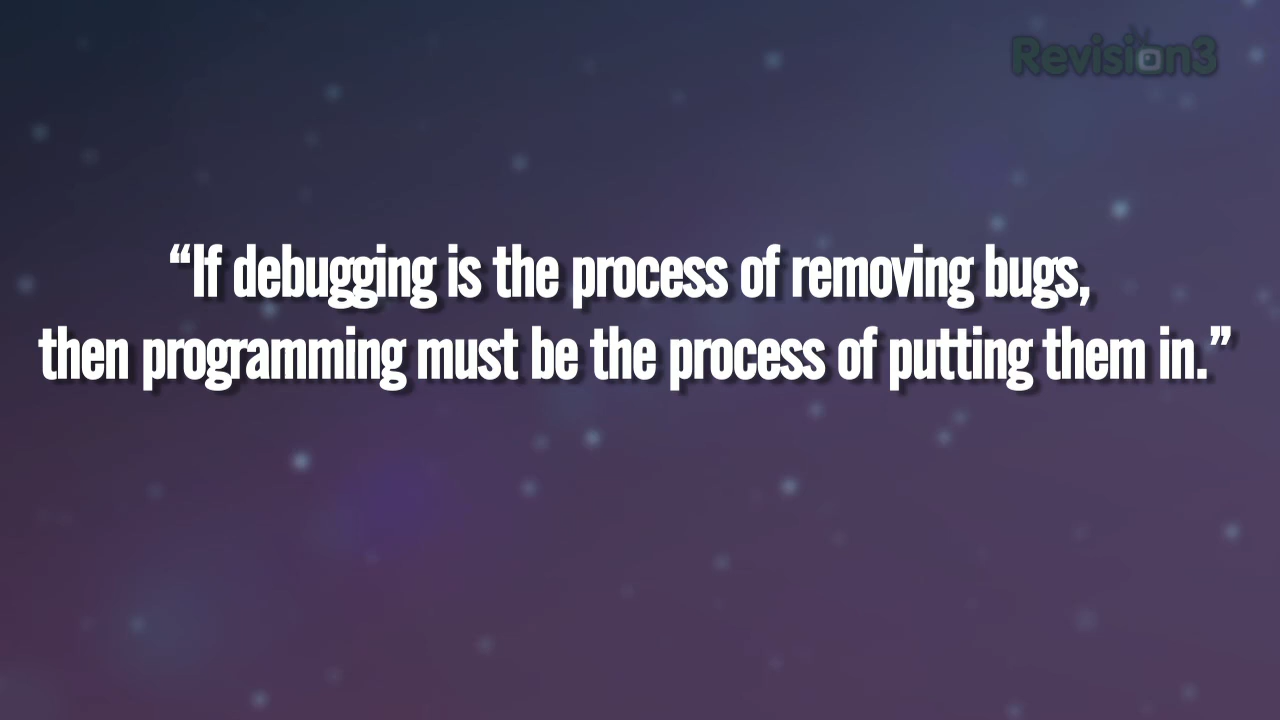 Revision3
“If debugging is the process of removing bugs,
then programming must be the process of putting them in.”